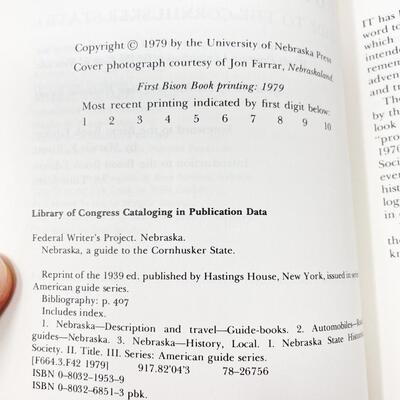 Copyright © 1979 by the University of Nebraska Press
Cover photograph courtesy of Jon Farrar, Nebraskaland.
First Bison Book printing: 1979
Most recent printing indicated by first digit below:
1 2 3 4 5 6 7 8 9 10
Library of Congress Cataloging in Publication Data
Federal Writer's Project. Nebraska.
Nebraska, a guide to the Cornhusker State.
Reprint of the 1939 ed. published by Hastings House, New York, issued in
American guide series.
Bibliography: p. 407
Includes index.
1. Nebraska—Description and travel—Guide-books. 2. Automobiles—
guides—Nebraska. 3. Nebraska—History, Local. I. Nebraska State
Society. II. Title. III. Series: American guide series.
[F664.3.F42 1979] 917.82'04'3 78-26756
ISBN 0-8032-1953-9
ISBN 0-8032-6851-3 pbk.
IT has
word to
which
intende
remem
advent
and tr
The
by the
look
"pro
1970
Soci
ever
hist
log
in
the
kn